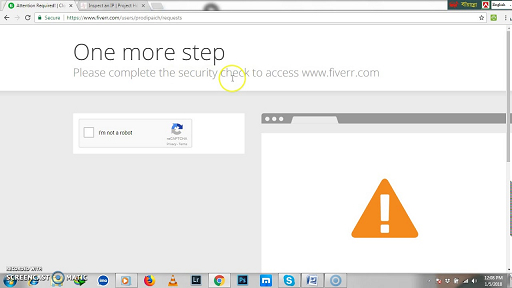 Attention Required! | Cl
Inspect an IP | Project H
English
Secure
https://www.fiverr.com/users/prodipach/requests
One more step
Please complete the security check to access www.fiverr.com
I'm not a robot
reCAPTCHA
Privacy - Terms
RECORDED WITH
SCREENCAST MATIC
12:08 PM
1/5/2018